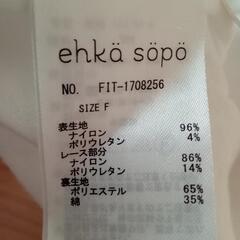 ehkä söpö
NO. FIT-1708256
SIZE F
表生地
ナイロン 96%
ポリウレタン 4%
レース部分
ナイロン 86%
ポリウレタン 14%
裏生地
ポリエステル 65%
綿 35%